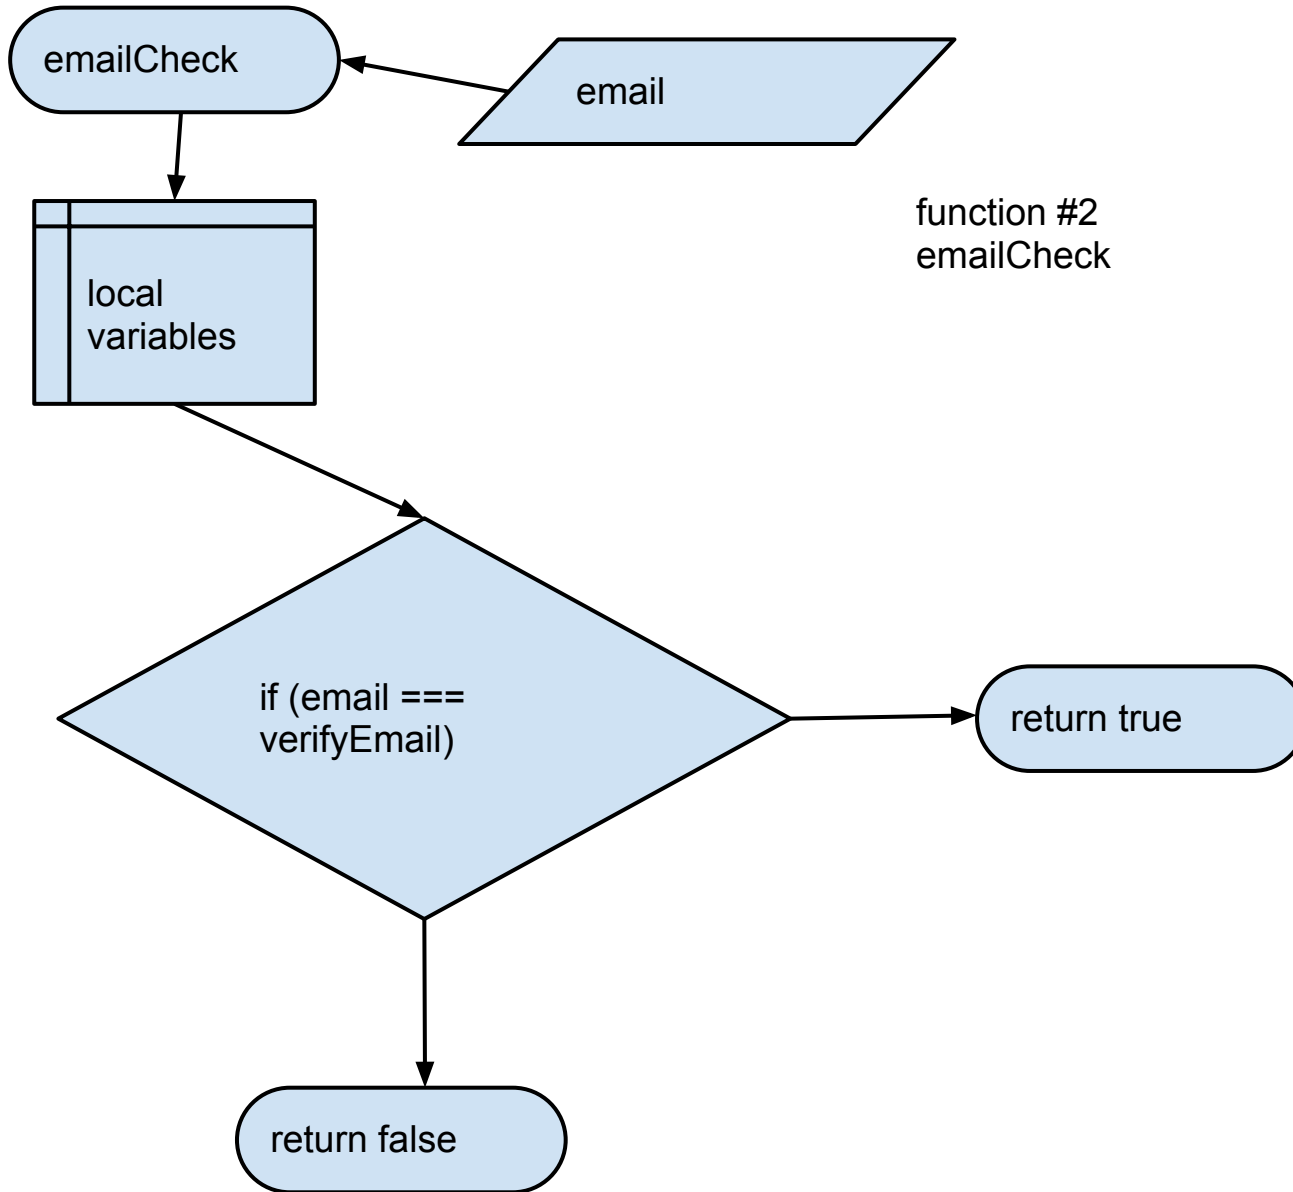 emailCheck
email
function #2
emailCheck
local
variables
if (email ===
verifyEmail)
return true
return false